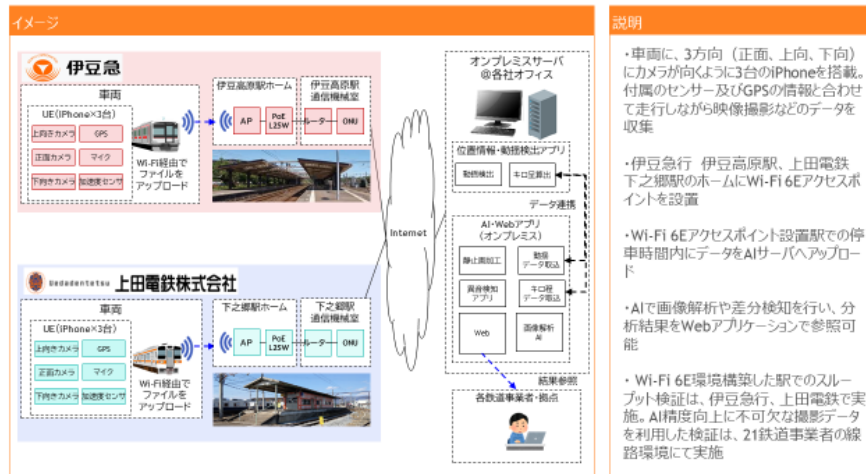 イメージ
伊豆急
車両
UE(iPhone×3台)
上向きカメラ
GPS
正面カメラ
マイク
下向きカメラ
加速度センサ
Wi-Fi経由で
ファイルを
アップロード
伊豆高原駅ホーム
AP
PoE
L2SW
伊豆高原駅
通信機械室
ルーター
ONU
Uedadentetsu 上田電鉄株式会社
車両
UE(iPhone×3台)
上向きカメラ
GPS
正面カメラ
マイク
下向きカメラ
加速度センサ
Wi-Fi経由で
ファイルを
アップロード
下之郷駅ホーム
AP
PoE
L2SW
下之郷駅
通信機械室
ルーター
ONU
Internet
オンプレミスサーバ
@各社オフィス
位置情報・動揺検出アプリ
動揺検出
キロ呈算出
データ連携
AI・Webアプリ
(オンプレミス)
静止画加工
動揺
データ取込
異音検知
アプリ
キロ程
データ取込
Web
画像解析
AI
結果参照
各鉄道事業者・拠点
説明
・車両に、3方向（正面、上向、下向）
にカメラが向くように3台のiPhoneを搭載。
付属のセンサー及びGPSの情報と合わせ
て走行しながら映像撮影などのデータを
収集
・伊豆急行 伊豆高原駅、上田電鉄
下之郷駅のホームにWi-Fi 6Eアクセスポ
イントを設置
・Wi-Fi 6Eアクセスポイント設置駅での停
車時間内にデータをAIサーバへアップロー
ド
・AIで画像解析や差分検知を行い、分
析結果をWebアプリケーションで参照可
能
・ Wi-Fi 6E環境構築した駅でのスルー
プット検証は、伊豆急行、上田電鉄で実
施。AI精度向上に不可欠な撮影データ
を利用した検証は、21鉄道事業者の線
路環境にて実施